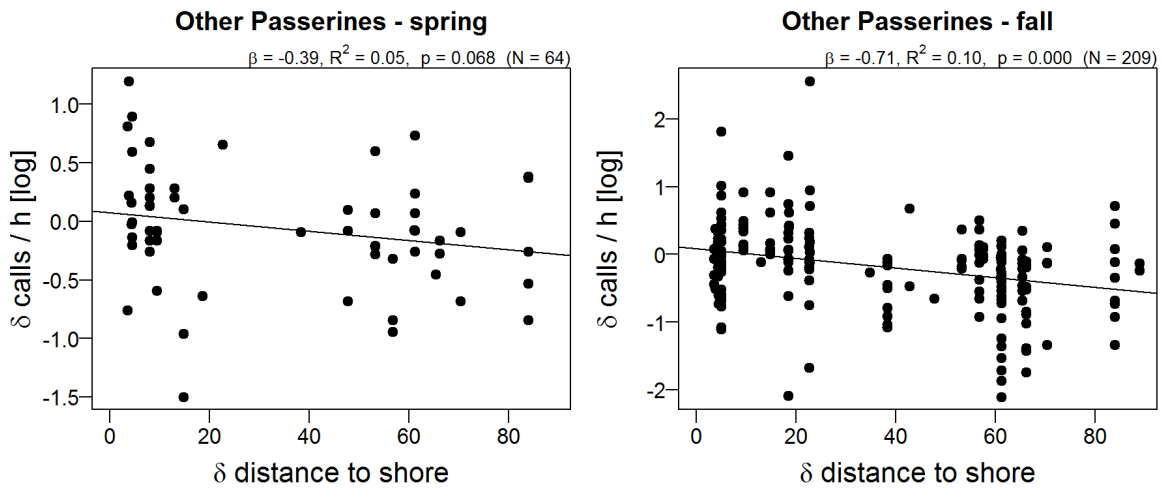 Other Passerines - spring
β = -0.39, R² = 0.05, p = 0.068 (N = 64)
1.0
0.5
0.0
-0.5
-1.0
-1.5
δ calls / h [log]
0 20 40 60 80
δ distance to shore
Other Passerines - fall
β = -0.71, R² = 0.10, p = 0.000 (N = 209)
2
1
0
-1
-2
δ calls / h [log]
0 20 40 60 80
δ distance to shore